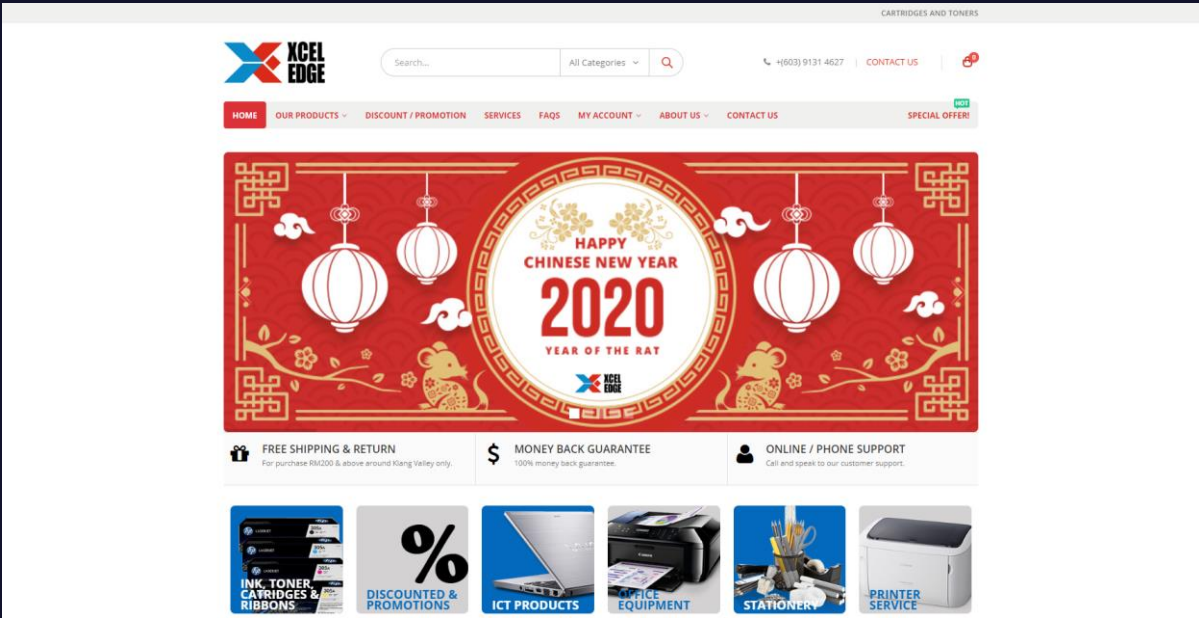 CARTRIDGES AND TONERS
XCEL
EDGE
Search...
All Categories
+(603) 9131 4627
CONTACT US
0
HOT
HOME
OUR PRODUCTS
DISCOUNT / PROMOTION
SERVICES
FAQS
MY ACCOUNT
ABOUT US
CONTACT US
SPECIAL OFFER!
HAPPY
CHINESE NEW YEAR
2020
YEAR OF THE RAT
XCEL
EDGE
FREE SHIPPING & RETURN
For purchase RM200 & above around Klang Valley only.
MONEY BACK GUARANTEE
100% money back guarantee.
ONLINE / PHONE SUPPORT
Call and speak to our customer support.
INK, TONER,
CATRIDGES &
RIBBONS
%
DISCOUNTED &
PROMOTIONS
ICT PRODUCTS
Canon
OFFICE
EQUIPMENT
STATIONERY
PRINTER
SERVICE